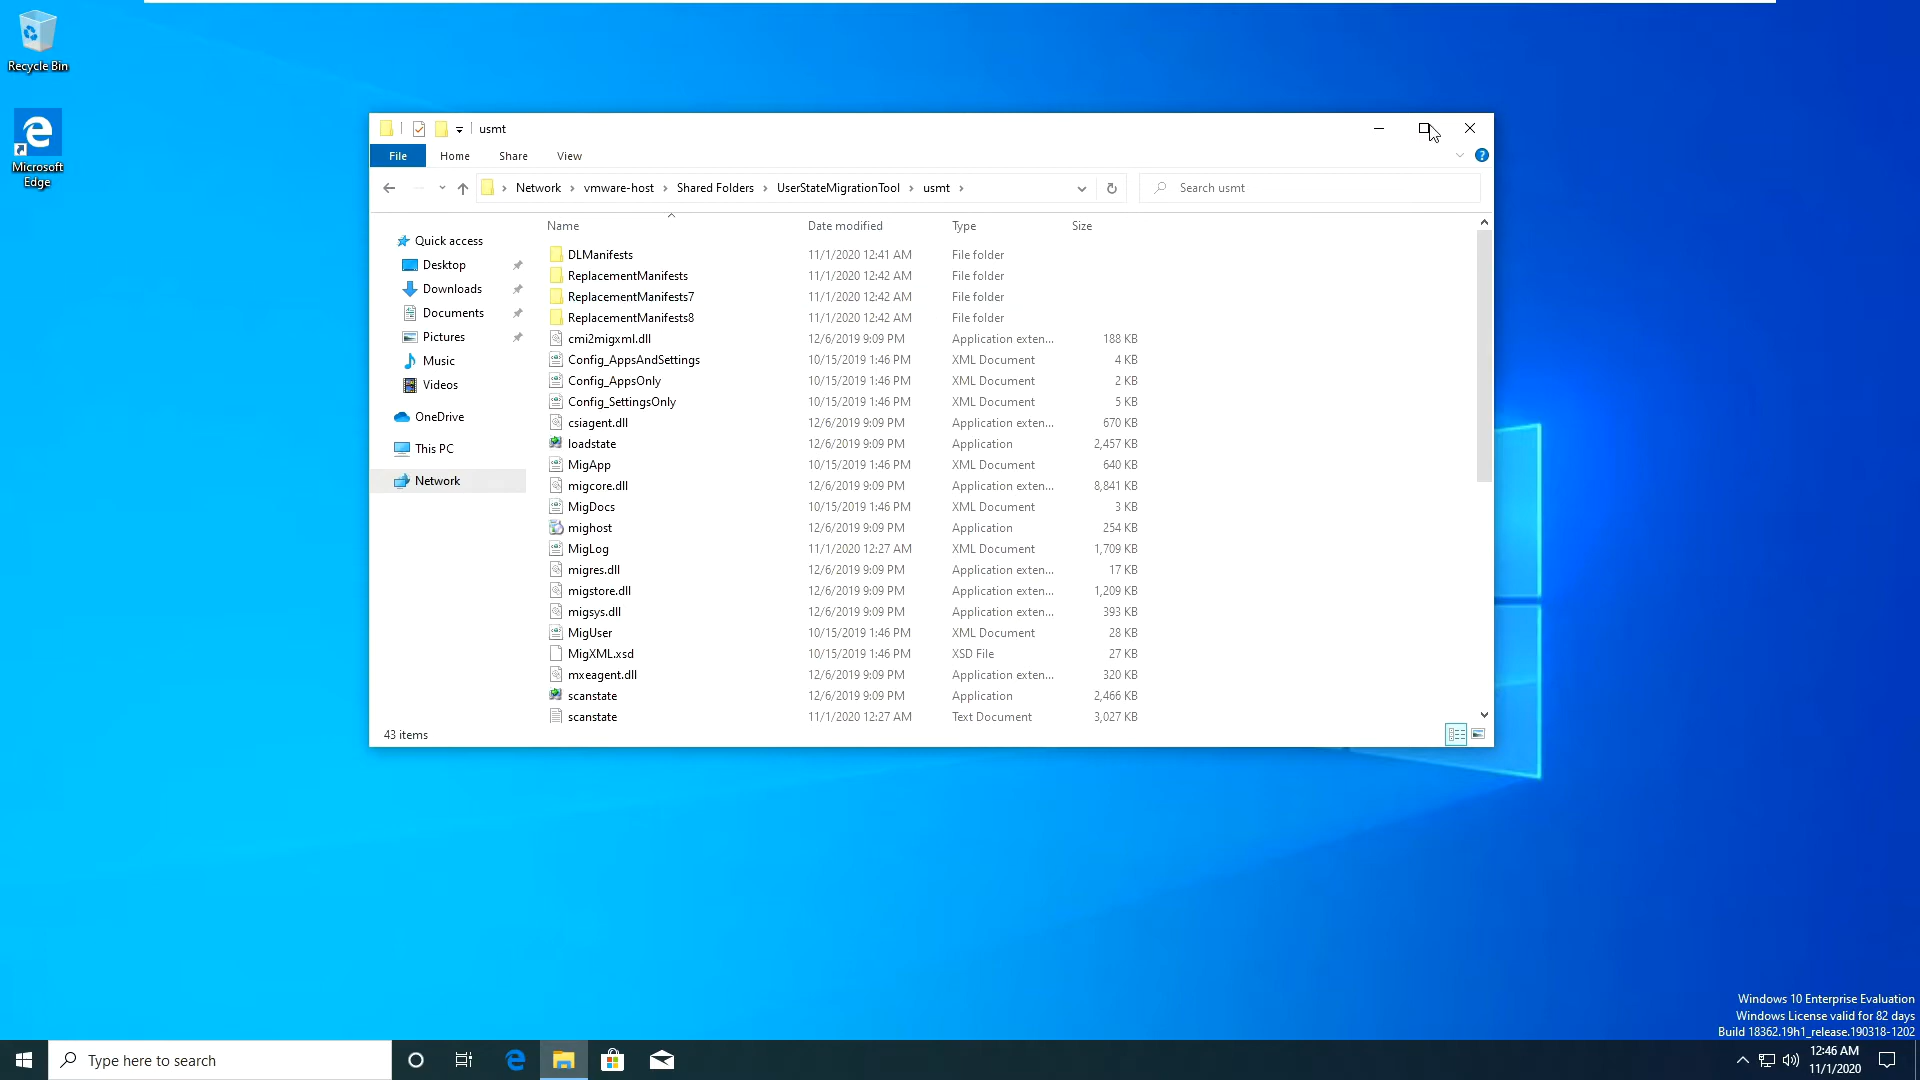 Recycle Bin
Microsoft
Edge
usmt
File Home Share View
Network vmware-host Shared Folders UserStateMigrationTool usmt
Search usmt
Name Date modified Type Size
Quick access
Desktop
Downloads
Documents
Pictures
Music
Videos
OneDrive
This PC
Network
DLManifests 11/1/2020 12:41 AM File folder
ReplacementManifests 11/1/2020 12:42 AM File folder
ReplacementManifests7 11/1/2020 12:42 AM File folder
ReplacementManifests8 11/1/2020 12:42 AM File folder
cmi2migxml.dll 12/6/2019 9:09 PM Application exten... 188 KB
Config_AppsAndSettings 10/15/2019 1:46 PM XML Document 4 KB
Config_AppsOnly 10/15/2019 1:46 PM XML Document 2 KB
Config_SettingsOnly 10/15/2019 1:46 PM XML Document 5 KB
csiagent.dll 12/6/2019 9:09 PM Application exten... 670 KB
loadstate 12/6/2019 9:09 PM Application 2,457 KB
MigApp 10/15/2019 1:46 PM XML Document 640 KB
migcore.dll 12/6/2019 9:09 PM Application exten... 8,841 KB
MigDocs 10/15/2019 1:46 PM XML Document 3 KB
mighost 12/6/2019 9:09 PM Application 254 KB
MigLog 11/1/2020 12:27 AM XML Document 1,709 KB
migres.dll 12/6/2019 9:09 PM Application exten... 17 KB
migstore.dll 12/6/2019 9:09 PM Application exten... 1,209 KB
migsys.dll 12/6/2019 9:09 PM Application exten... 393 KB
MigUser 10/15/2019 1:46 PM XML Document 28 KB
MigXML.xsd 10/15/2019 1:46 PM XSD File 27 KB
mxeagent.dll 12/6/2019 9:09 PM Application exten... 320 KB
scanstate 12/6/2019 9:09 PM Application 2,466 KB
scanstate 11/1/2020 12:27 AM Text Document 3,027 KB
43 items
Windows 10 Enterprise Evaluation
Windows License valid for 82 days
Build 18362.19h1_release.190318-1202
Type here to search
12:46 AM
11/1/2020